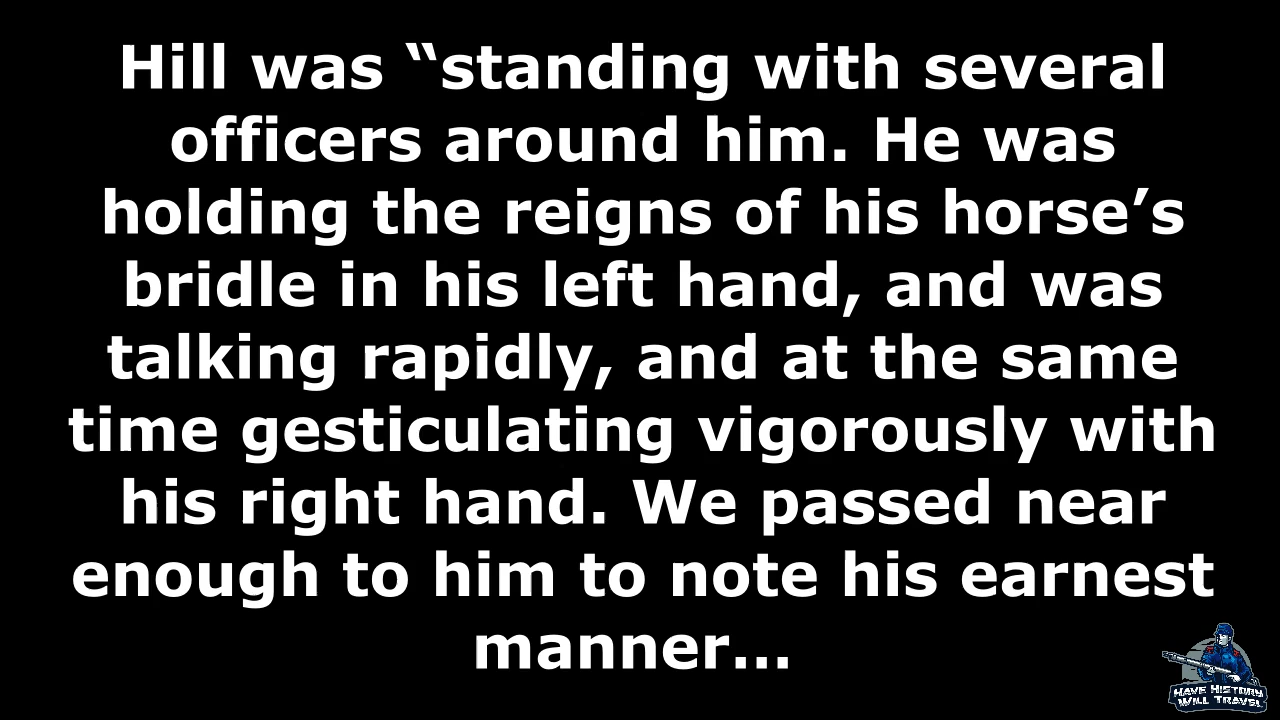 Hill was “standing with several
officers around him. He was
holding the reigns of his horse’s
bridle in his left hand, and was
talking rapidly, and at the same
time gesticulating vigorously with
his right hand. We passed near
enough to him to note his earnest
manner…
HAVE HISTORY
WILL TRAVEL